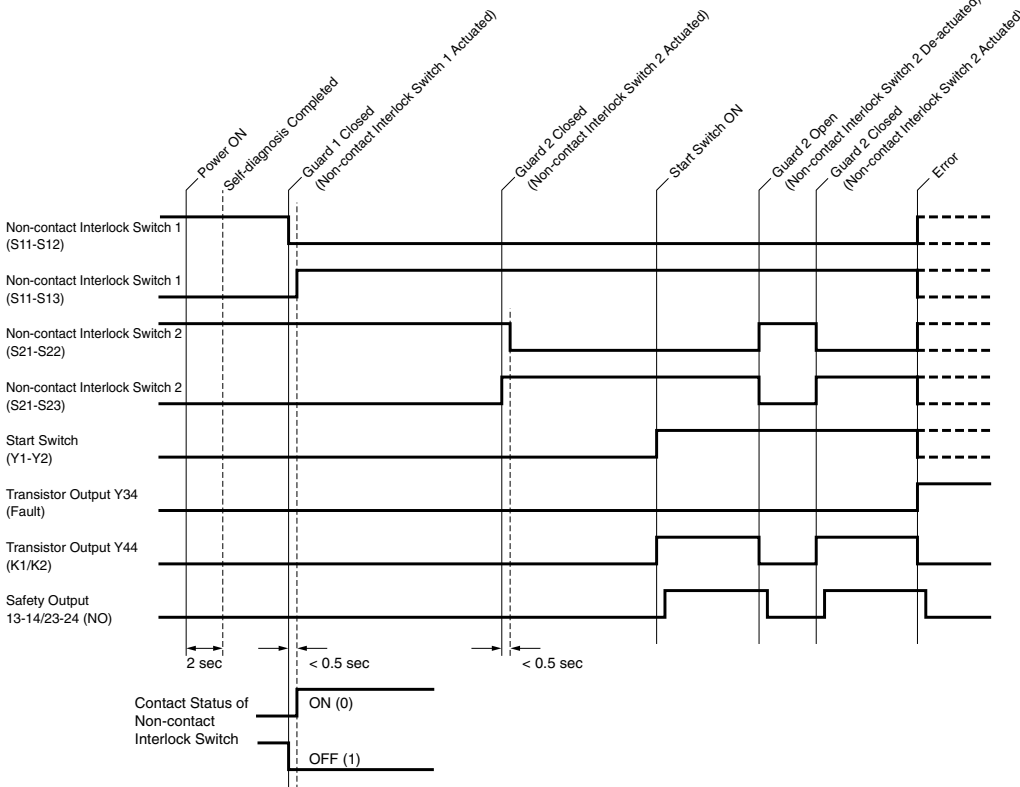 Power ON
Self-diagnosis Completed
Guard 1 Closed
(Non-contact Interlock Switch 1 Actuated)
Guard 2 Closed
(Non-contact Interlock Switch 2 Actuated)
Start Switch ON
Guard 2 Open
(Non-contact Interlock Switch 2 De-actuated)
Guard 2 Closed
(Non-contact Interlock Switch 2 Actuated)
Error
Non-contact Interlock Switch 1
(S11-S12)
Non-contact Interlock Switch 1
(S11-S13)
Non-contact Interlock Switch 2
(S21-S22)
Non-contact Interlock Switch 2
(S21-S23)
Start Switch
(Y1-Y2)
Transistor Output Y34
(Fault)
Transistor Output Y44
(K1/K2)
Safety Output
13-14/23-24 (NO)
2 sec
< 0.5 sec
< 0.5 sec
Contact Status of
Non-contact
Interlock Switch
ON (0)
OFF (1)